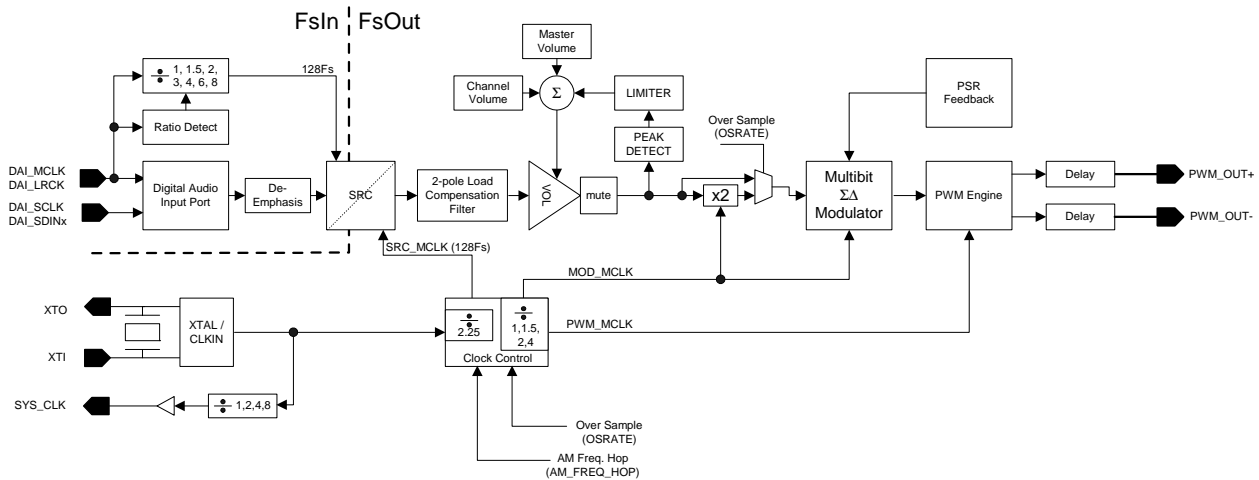 FsIn
FsOut
Master
Volume
÷ 1, 1.5, 2,
3, 4, 6, 8
128Fs
Channel
Volume
Σ
LIMITER
PSR
Feedback
Ratio Detect
PEAK
DETECT
Over Sample
(OSRATE)
DAI_MCLK
DAI_LRCK
DAI_SCLK
DAI_SDINx
Digital Audio
Input Port
De-
Emphasis
SRC
2-pole Load
Compensation
Filter
VOL
mute
x2
Multibit
ΣΔ
Modulator
PWM Engine
Delay
PWM_OUT+
Delay
PWM_OUT-
SRC_MCLK (128Fs)
MOD_MCLK
XTO
XTI
XTAL /
CLKIN
÷
2.25
÷
1,1.5,
2,4
Clock Control
PWM_MCLK
SYS_CLK
÷ 1,2,4,8
Over Sample
(OSRATE)
AM Freq. Hop
(AM_FREQ_HOP)